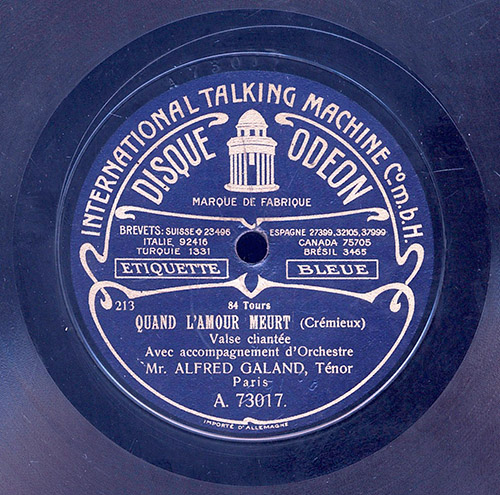 A 73017
INTERNATIONAL TALKING MACHINE Co m.b.H.
DISQUE ODEON
MARQUE DE FABRIQUE
BREVETS: SUISSE 23496
ITALIE, 92416
TURQUIE 1331
ESPAGNE 27399, 32105, 37999
CANADA 75705
BRÉSIL 3465
ETIQUETTE BLEUE
213
84 Tours
QUAND L'AMOUR MEURT (Crémieux)
Valse chantée
Avec accompagnement d'Orchestre
Mr. ALFRED GALAND, Ténor
Paris
A. 73017.
IMPORTÉ D'ALLEMAGNE